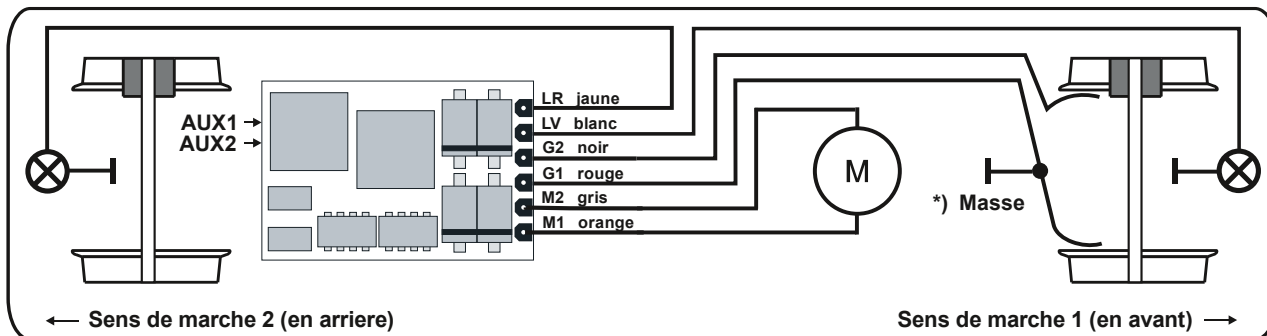 AUX1
AUX2
LR jaune
LV blanc
G2 noir
G1 rouge
M2 gris
M1 orange
M
*) Masse
Sens de marche 2 (en arriere)
Sens de marche 1 (en avant)